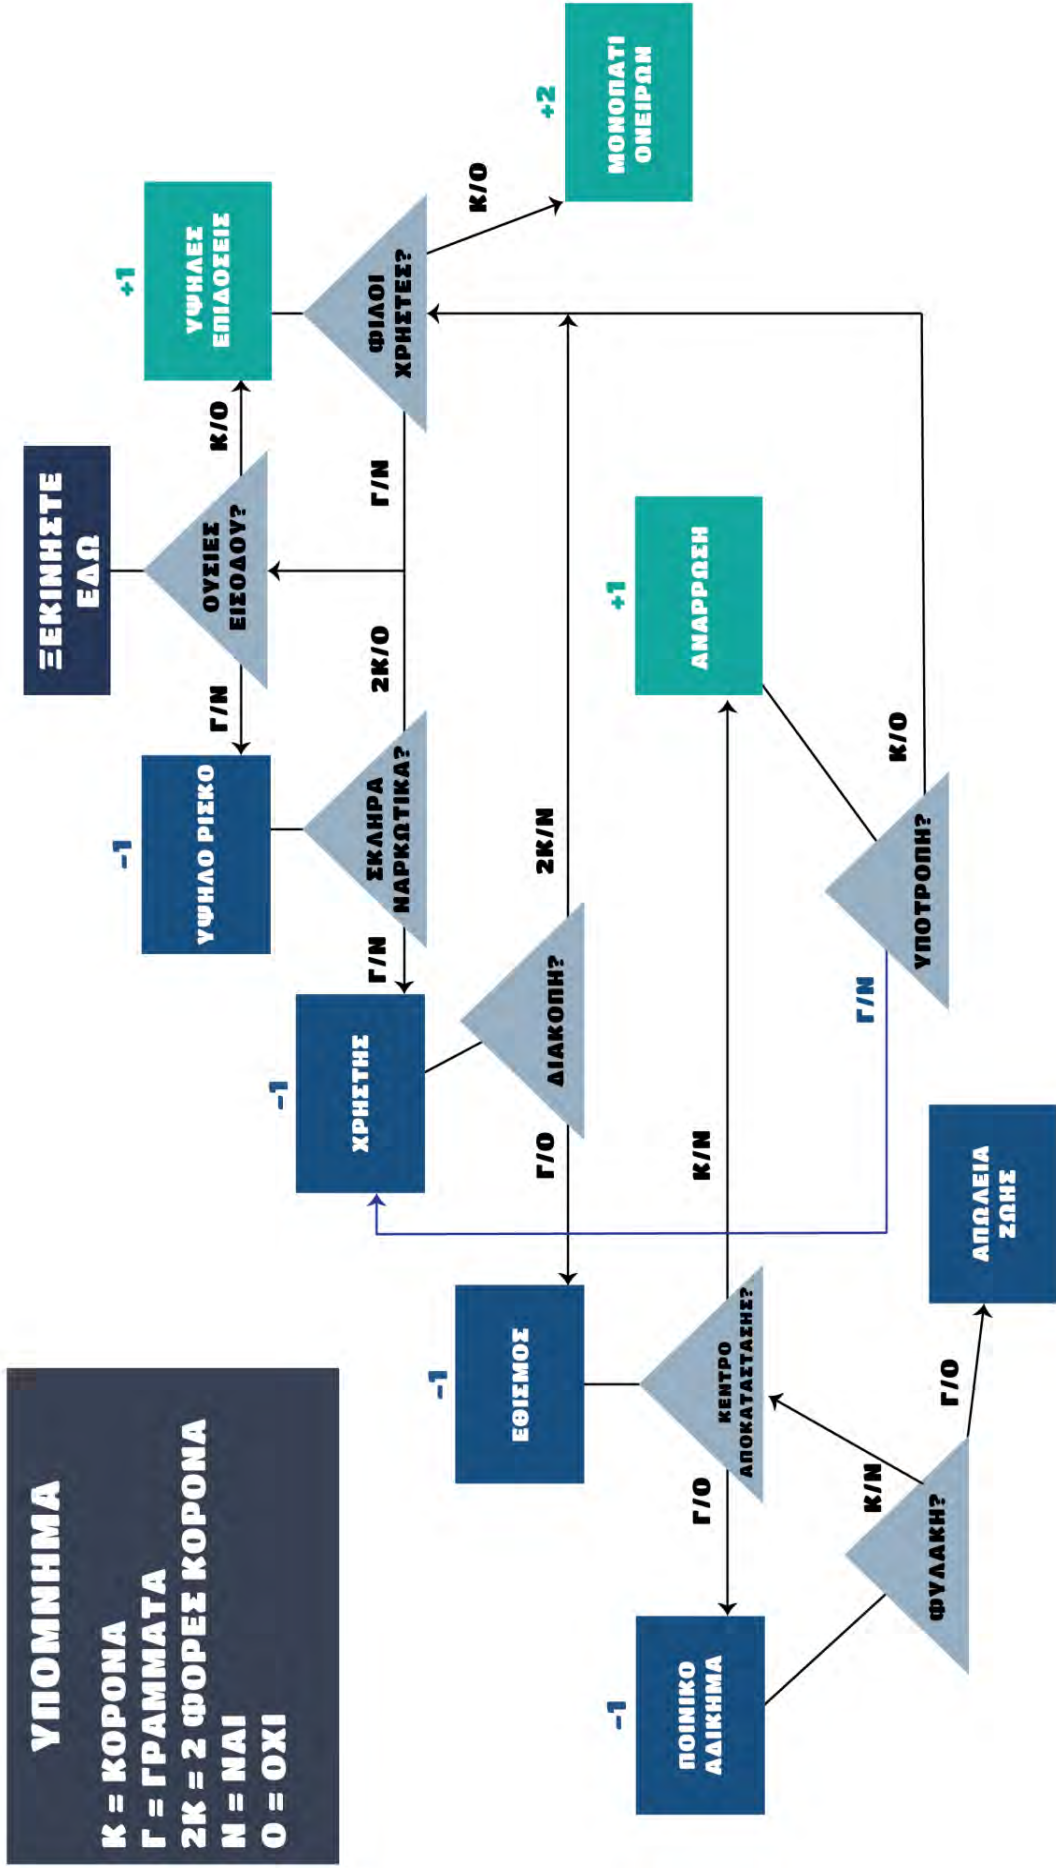 ΥΠΟΜΝΗΜΑ
Κ = ΚΟΡΟΝΑ
Γ = ΓΡΑΜΜΑΤΑ
2Κ = 2 ΦΟΡΕΣ ΚΟΡΟΝΑ
Ν = ΝΑΙ
Ο = ΟΧΙ
ΞΕΚΙΝΗΣΤΕ
ΕΔΩ
ΟΥΣΙΕΣ
ΕΙΣΟΔΟΥ?
Γ/Ν
Κ/Ο
-1
ΥΨΗΛΟ ΡΙΣΚΟ
+1
ΥΨΗΛΕΣ
ΕΠΙΔΟΣΕΙΣ
ΣΚΛΗΡΑ
ΝΑΡΚΩΤΙΚΑ?
Γ/Ν
2Κ/Ο
ΦΙΛΟΙ
ΧΡΗΣΤΕΣ?
Γ/Ν
Κ/Ο
+2
ΜΟΝΟΠΑΤΙ
ΟΝΕΙΡΩΝ
-1
ΧΡΗΣΤΗΣ
ΔΙΑΚΟΠΗ?
Γ/Ο
2Κ/Ν
-1
ΕΘΙΣΜΟΣ
ΚΕΝΤΡΟ
ΑΠΟΚΑΤΑΣΤΑΣΗΣ?
Γ/Ο
Κ/Ν
+1
ΑΝΑΡΡΩΣΗ
ΥΠΟΤΡΟΠΗ?
Γ/Ν
Κ/Ο
-1
ΠΟΙΝΙΚΟ
ΑΔΙΚΗΜΑ
ΦΥΛΑΚΗ?
Κ/Ν
Γ/Ο
ΑΠΩΛΕΙΑ
ΖΩΗΣ